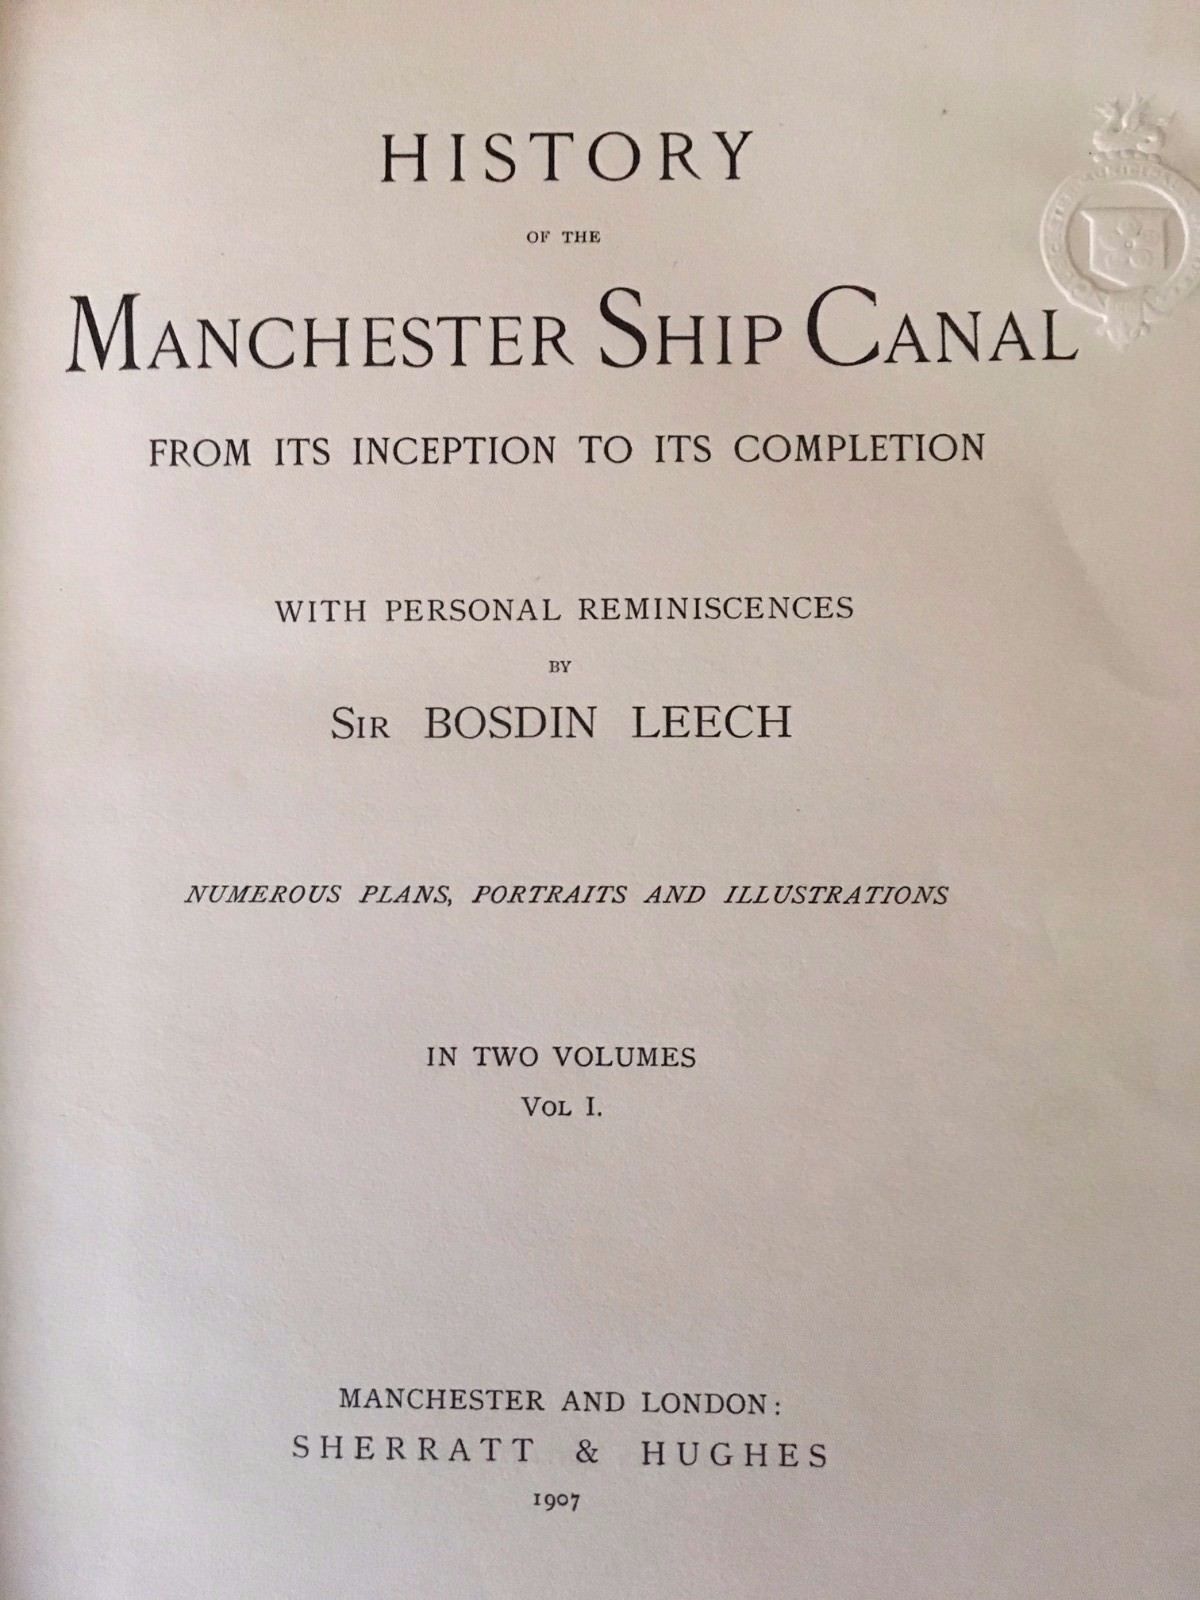 HISTORY
OF THE
MANCHESTER SHIP CANAL
FROM ITS INCEPTION TO ITS COMPLETION
WITH PERSONAL REMINISCENCES
BY
SIR BOSDIN LEECH
NUMEROUS PLANS, PORTRAITS AND ILLUSTRATIONS
IN TWO VOLUMES
VOL I.
MANCHESTER AND LONDON:
SHERRATT & HUGHES
1907